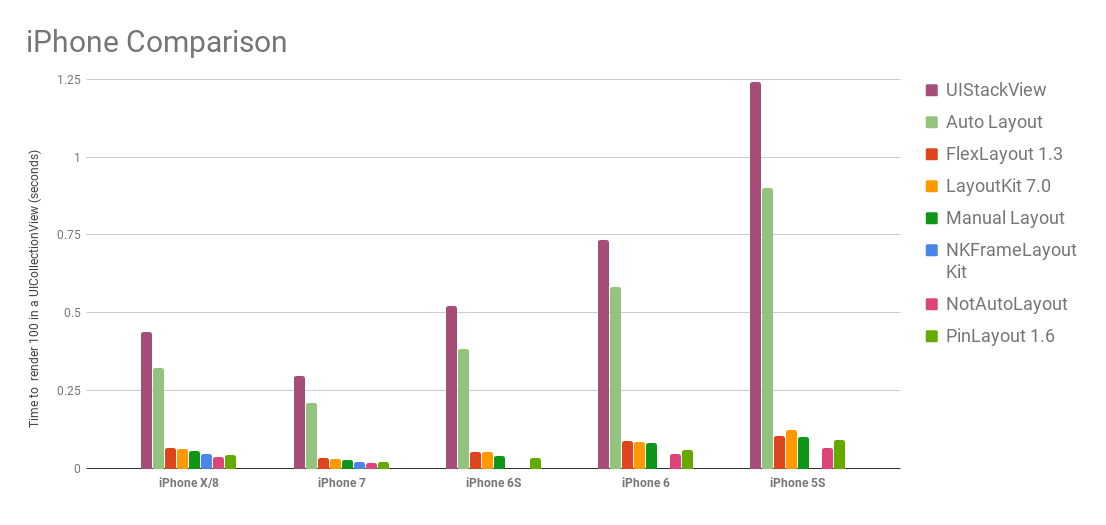 iPhone Comparison
1.25
1
0.75
0.5
0.25
0
Time to render 100 in a UICollectionView (seconds)
iPhone X/8
iPhone 7
iPhone 6S
iPhone 6
iPhone 5S
UIStackView
Auto Layout
FlexLayout 1.3
LayoutKit 7.0
Manual Layout
NKFrameLayout
Kit
NotAutoLayout
PinLayout 1.6